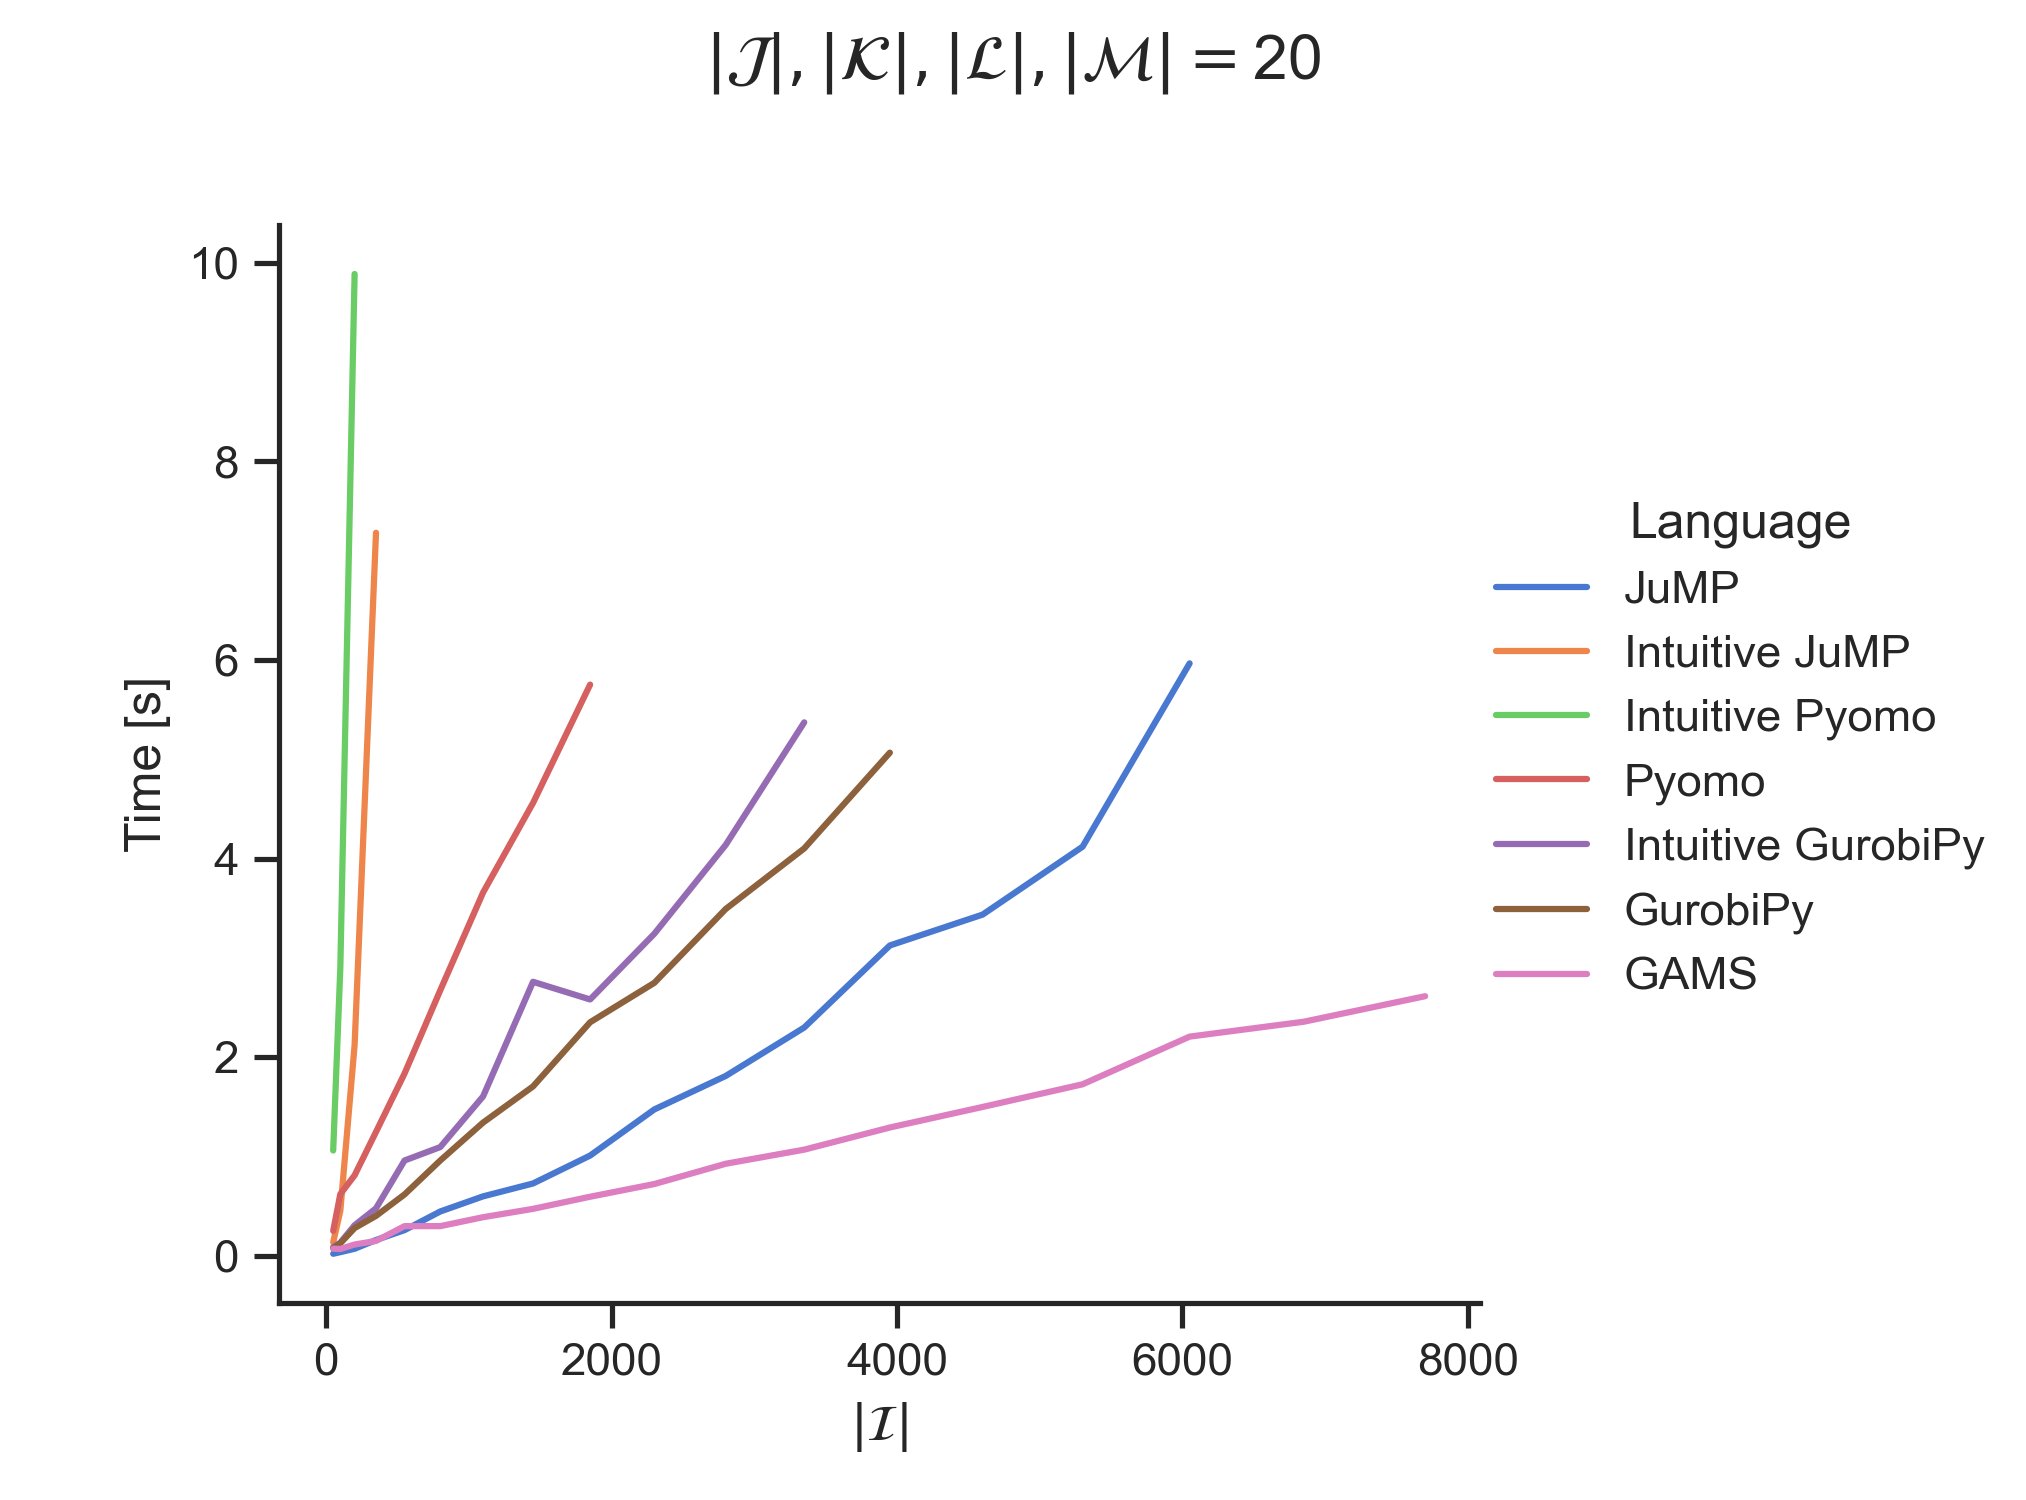 |𝒥|, |𝒦|, |ℒ|, |ℳ| = 20
10
8
6
4
2
0
Time [s]
0 2000 4000 6000 8000
|ℐ|
Language
JuMP
Intuitive JuMP
Intuitive Pyomo
Pyomo
Intuitive GurobiPy
GurobiPy
GAMS